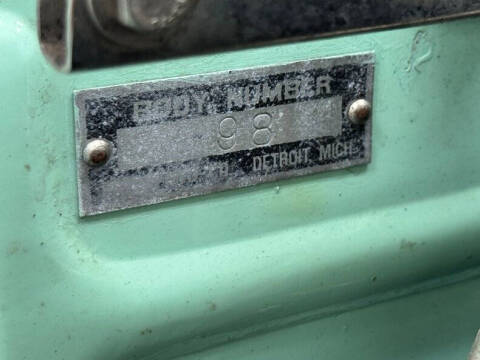 BODY NUMBER
98
DETROIT, MICH.